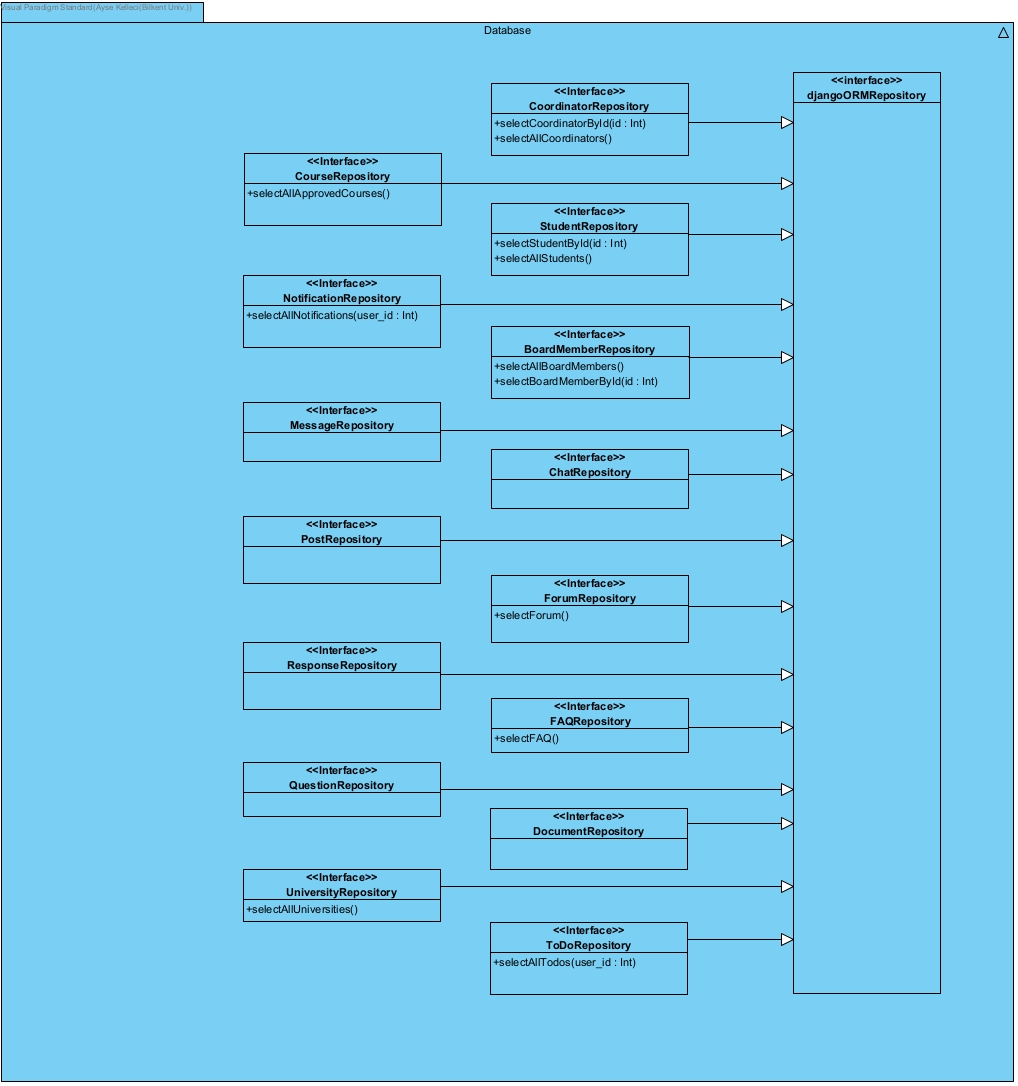 Visual Paradigm Standard(Ayse Kelleci(Bilkent Univ.))
Database
<<interface>>
djangoORMRepository
<<Interface>>
CoordinatorRepository
+selectCoordinatorById(id : Int)
+selectAllCoordinators()
<<Interface>>
CourseRepository
+selectAllApprovedCourses()
<<Interface>>
StudentRepository
+selectStudentById(id : Int)
+selectAllStudents()
<<Interface>>
NotificationRepository
+selectAllNotifications(user_id : Int)
<<Interface>>
BoardMemberRepository
+selectAllBoardMembers()
+selectBoardMemberById(id : Int)
<<Interface>>
MessageRepository
<<Interface>>
ChatRepository
<<Interface>>
PostRepository
<<Interface>>
ForumRepository
+selectForum()
<<Interface>>
ResponseRepository
<<Interface>>
FAQRepository
+selectFAQ()
<<Interface>>
QuestionRepository
<<Interface>>
DocumentRepository
<<Interface>>
UniversityRepository
+selectAllUniversities()
<<Interface>>
ToDoRepository
+selectAllTodos(user_id : Int)